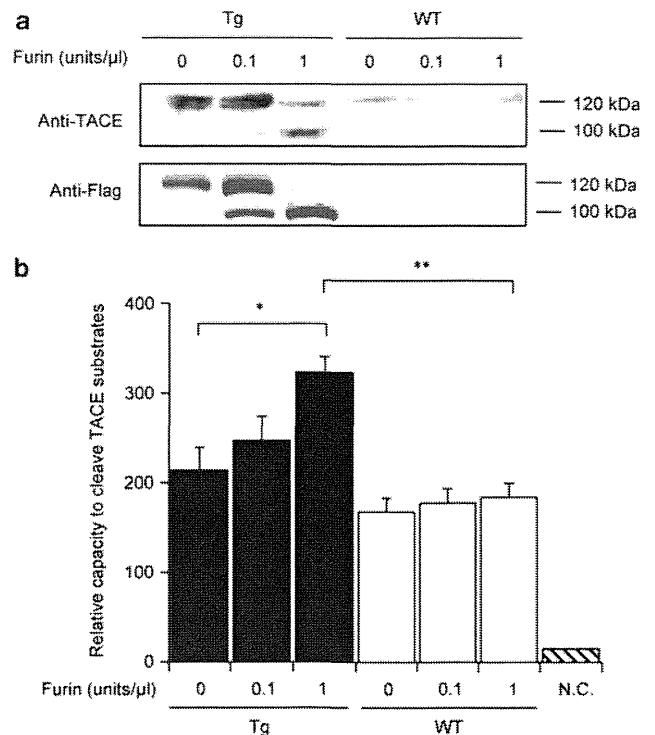 a
Tg WT
Furin (units/µl) 0 0.1 1 0 0.1 1
Anti-TACE
120 kDa
100 kDa
Anti-Flag
120 kDa
100 kDa
b
Relative capacity to cleave TACE substrates
400
300
200
100
0
*
**
Furin (units/µl) 0 0.1 1 0 0.1 1 N.C.
Tg WT